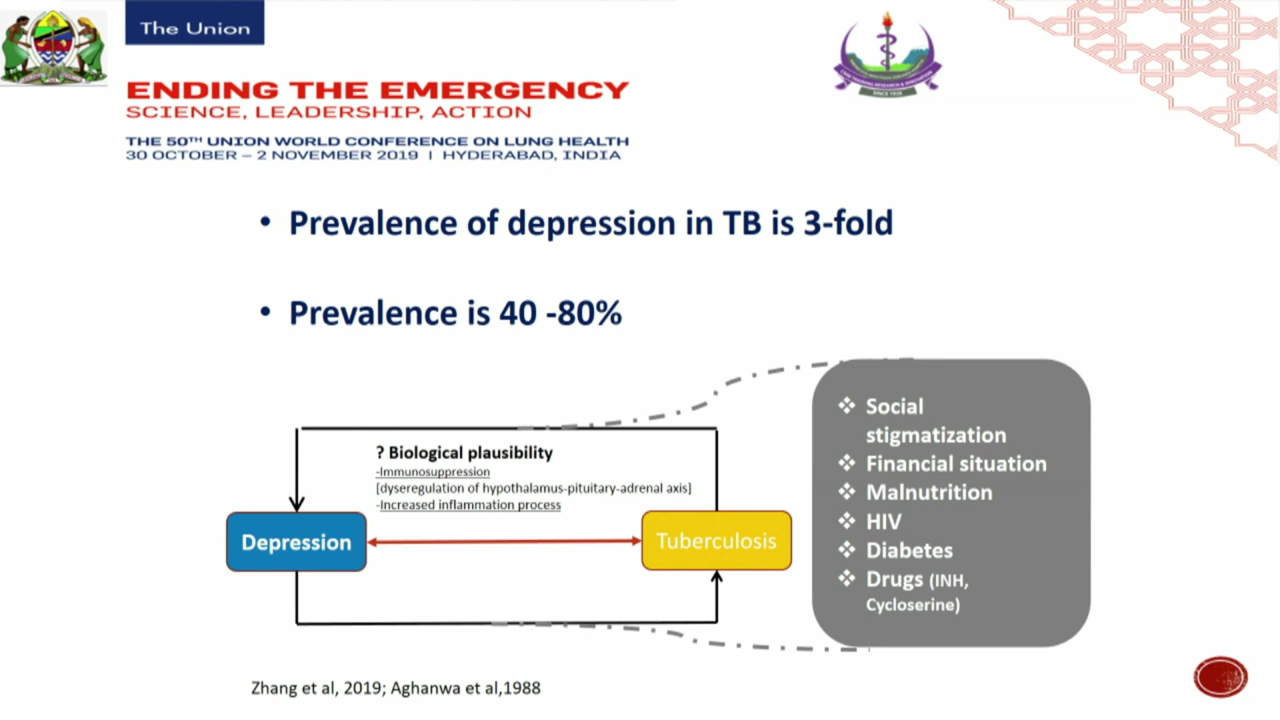 The Union
ENDING THE EMERGENCY
SCIENCE, LEADERSHIP, ACTION
THE 50TH UNION WORLD CONFERENCE ON LUNG HEALTH
30 OCTOBER – 2 NOVEMBER 2019 | HYDERABAD, INDIA
• Prevalence of depression in TB is 3-fold
• Prevalence is 40 -80%
? Biological plausibility
-Immunosuppression
[dyseregulation of hypothalamus-pituitary-adrenal axis]
-Increased inflammation process
Depression
Tuberculosis
❖ Social
stigmatization
❖ Financial situation
❖ Malnutrition
❖ HIV
❖ Diabetes
❖ Drugs (INH,
Cycloserine)
Zhang et al, 2019; Aghanwa et al,1988